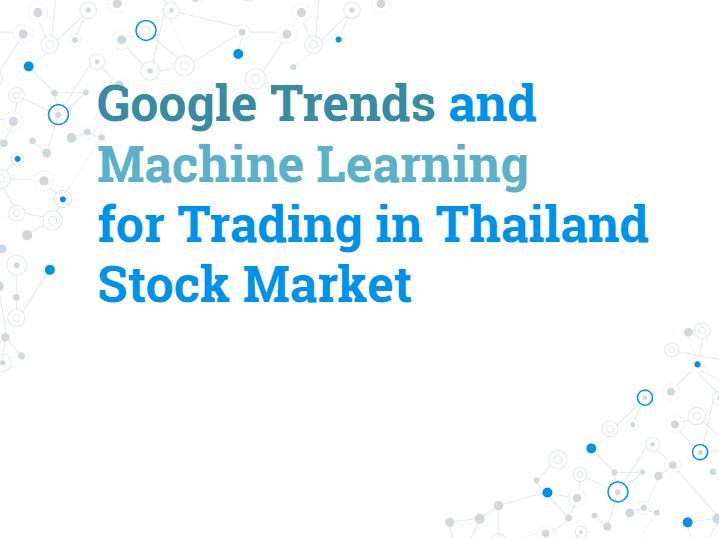 Google Trends and
Machine Learning
for Trading in Thailand
Stock Market